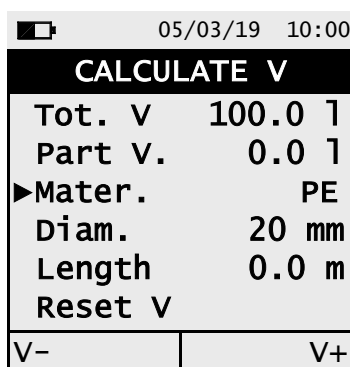 05/03/19 10:00
CALCULATE V
Tot. V 100.0 l
Part V. 0.0 l
►Mater. PE
Diam. 20 mm
Length 0.0 m
Reset V
V- V+